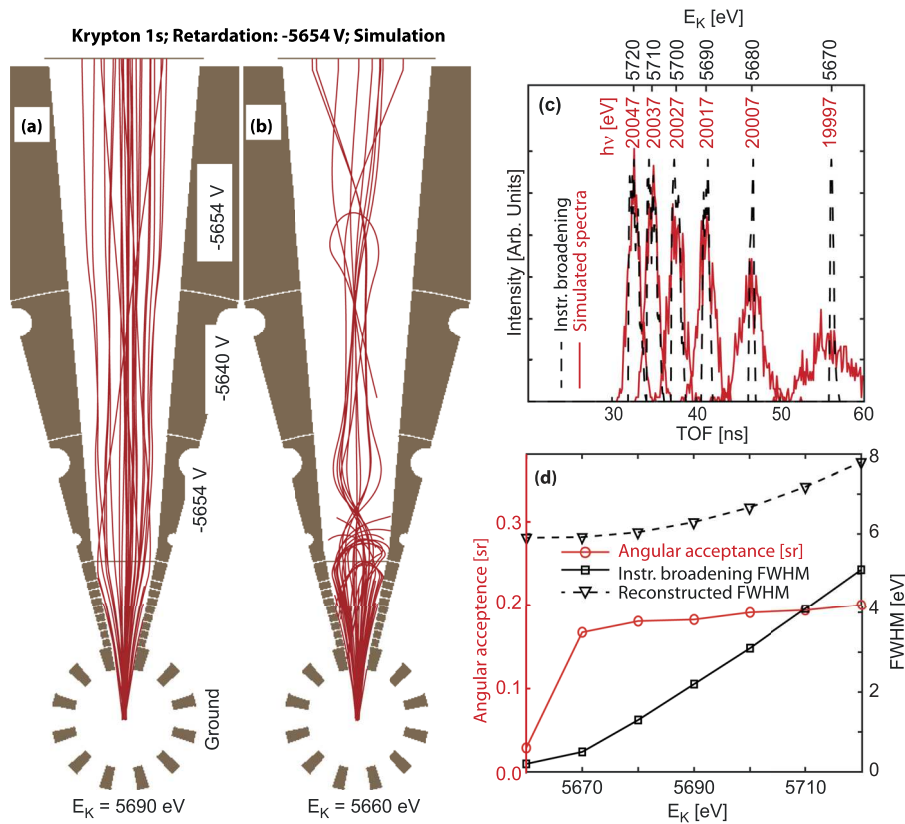 Krypton 1s; Retardation: -5654 V; Simulation
(a)
-5654 V
-5640 V
-5654 V
Ground
E_K = 5690 eV
(b)
E_K = 5660 eV
E_K [eV]
5720
5710
5700
5690
5680
5670
(c)
hν [eV]
20047
20037
20027
20017
20007
19997
Intensity [Arb. Units]
Instr. broadening
Simulated spectra
30
40
50
60
TOF [ns]
(d)
8
6
4
2
0
0.3
0.2
0.1
0.0
Angular acceptence [sr]
Angular acceptance [sr]
Instr. broadening FWHM
Reconstructed FWHM
FWHM [eV]
5670
5690
5710
E_K [eV]